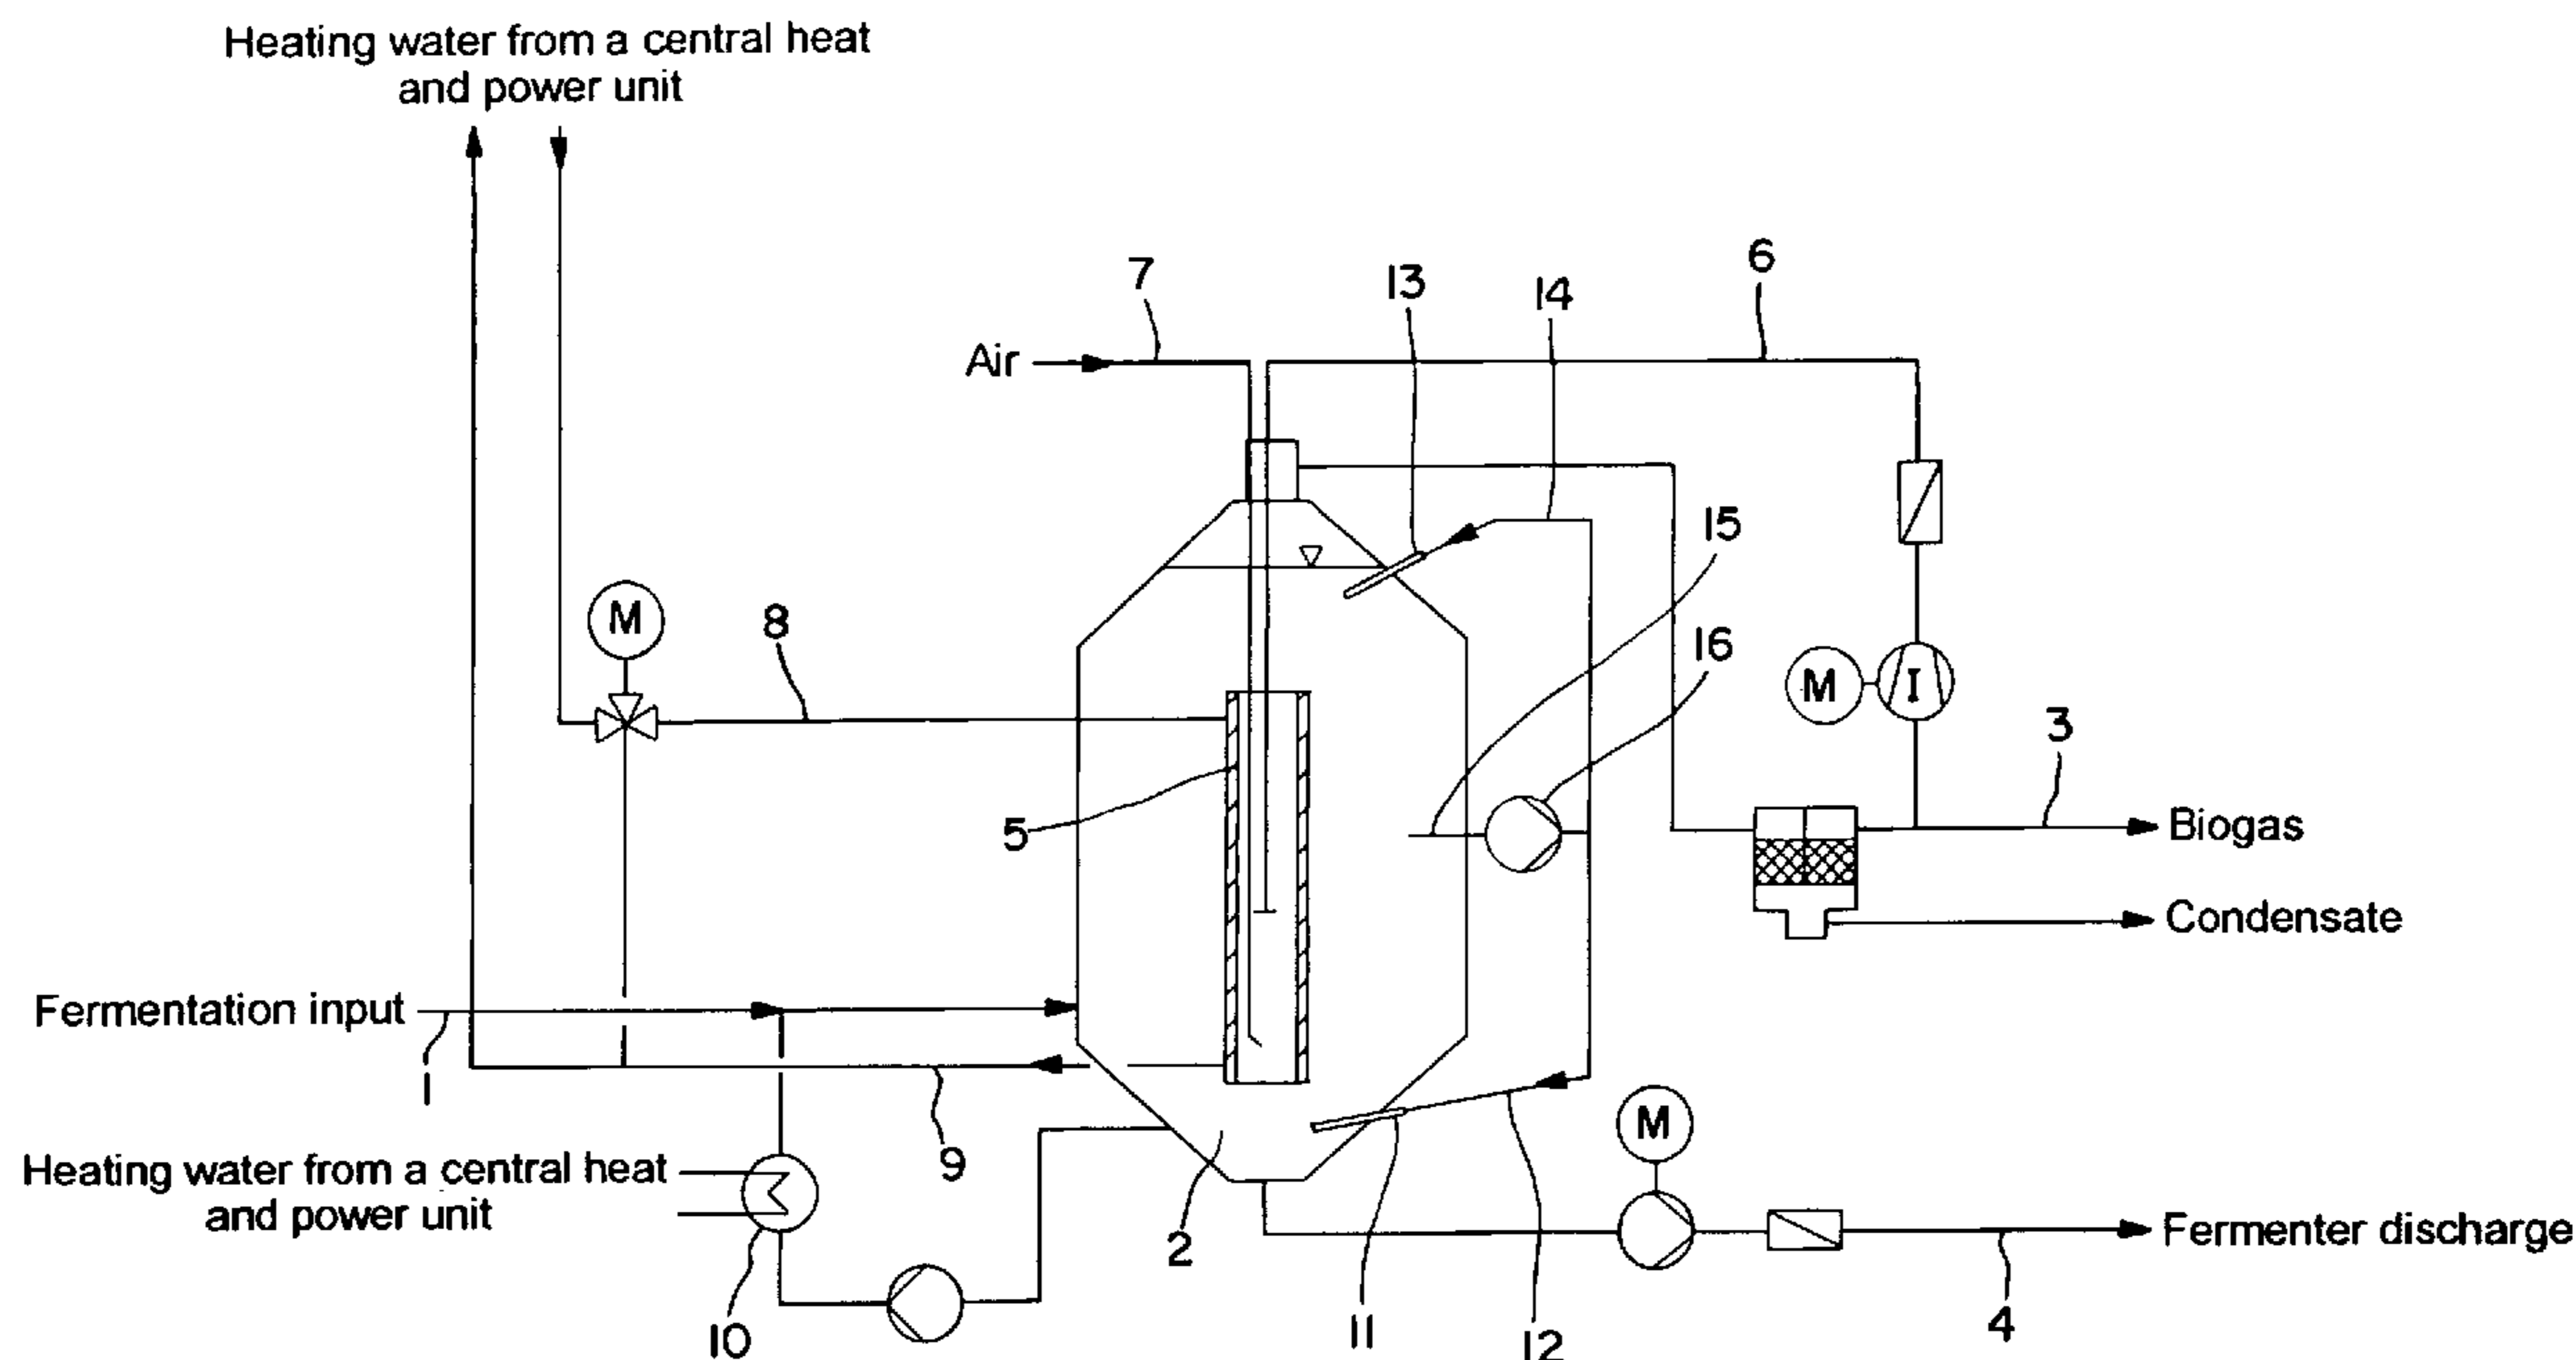 Heating water from a central heat
and power unit
6
13
7
14
Air
15
M
8
16
M
I
3
5
Biogas
Condensate
Fermentation input
1
M
Heating water from a central heat
and power unit
9
2
Fermenter discharge
10
11
12
4